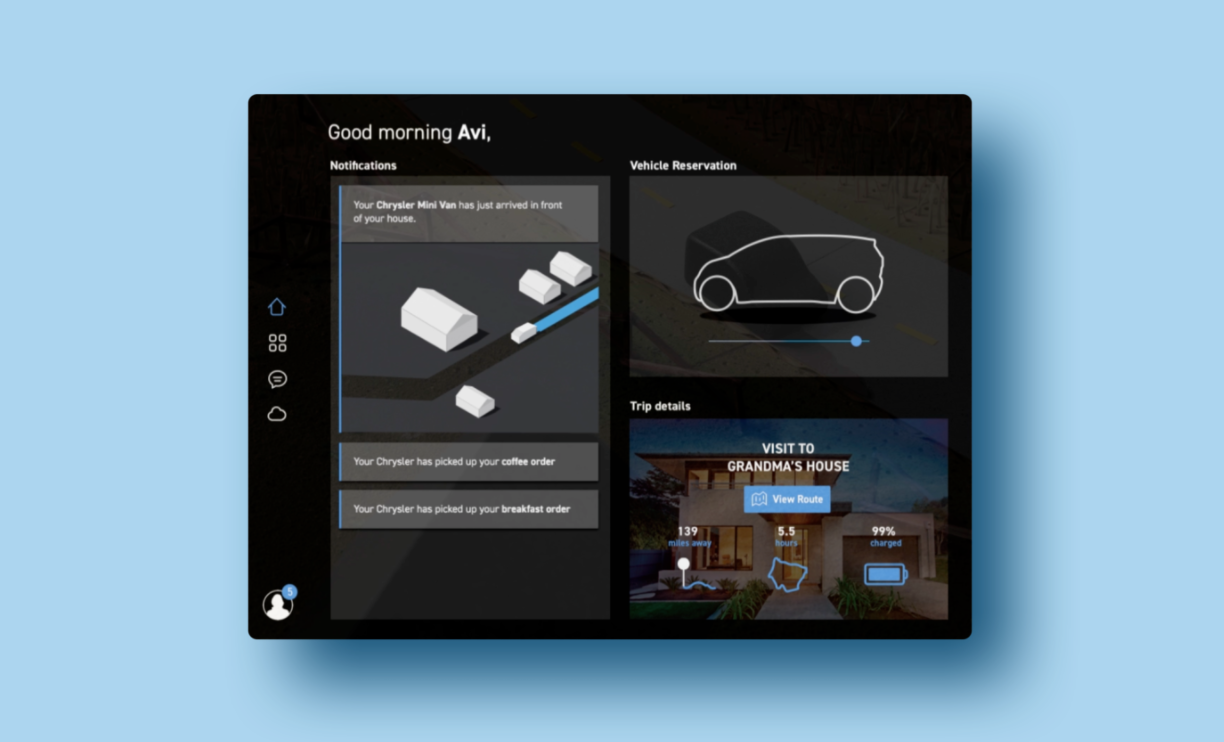 Good morning Avi,
Notifications
Your Chrysler Mini Van has just arrived in front
of your house.
Your Chrysler has picked up your coffee order
Your Chrysler has picked up your breakfast order
5
Vehicle Reservation
Trip details
VISIT TO
GRANDMA'S HOUSE
View Route
139
miles away
5.5
hours
99%
charged